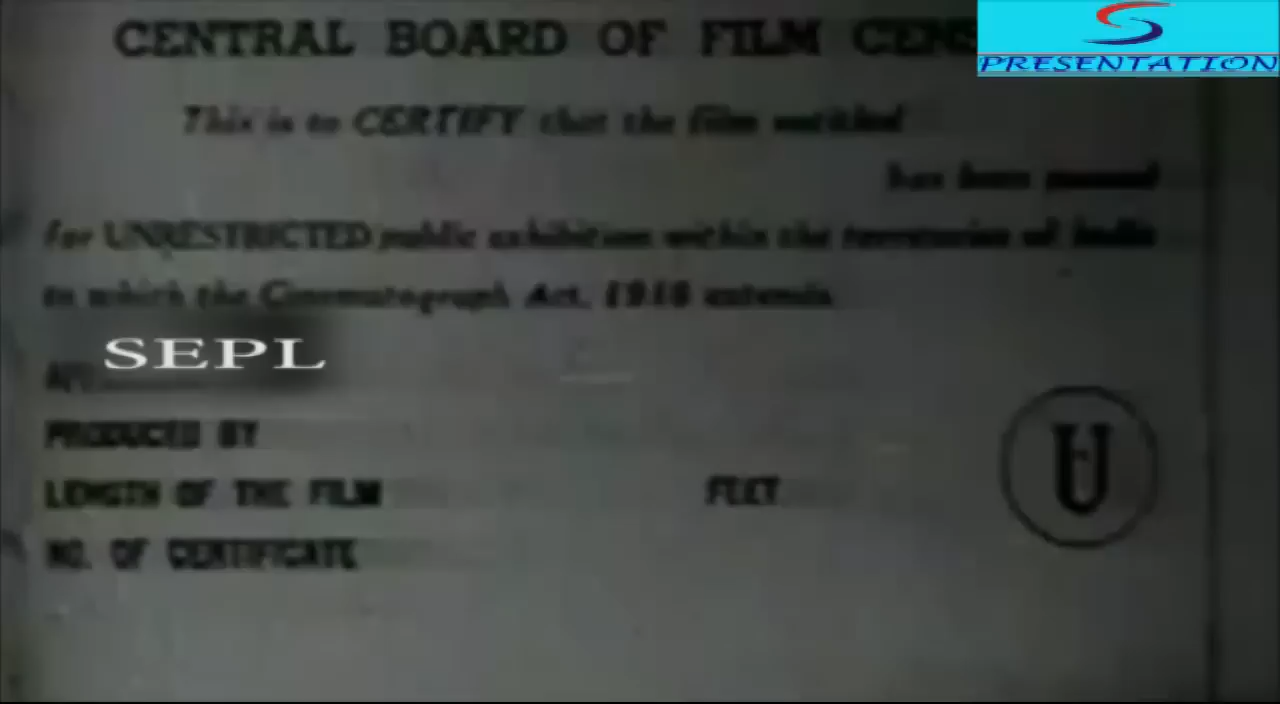 CENTRAL BOARD OF FILM CENS
S
PRESENTATION
This is to CERTIFY that the film entitled
has been passed
for UNRESTRICTED public exhibition within the territories of India
to which the Cinematograph Act, 1918 extends
SEPL
PRODUCED BY
LENGTH OF THE FILM FEET
U
NO. OF CERTIFICATE